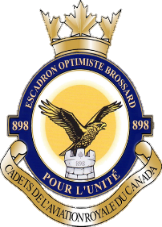 ESCADRON OPTIMISTE BROSSARD
898 898
POUR L'UNITÉ
CADETS DE L'AVIATION ROYALE DU CANADA